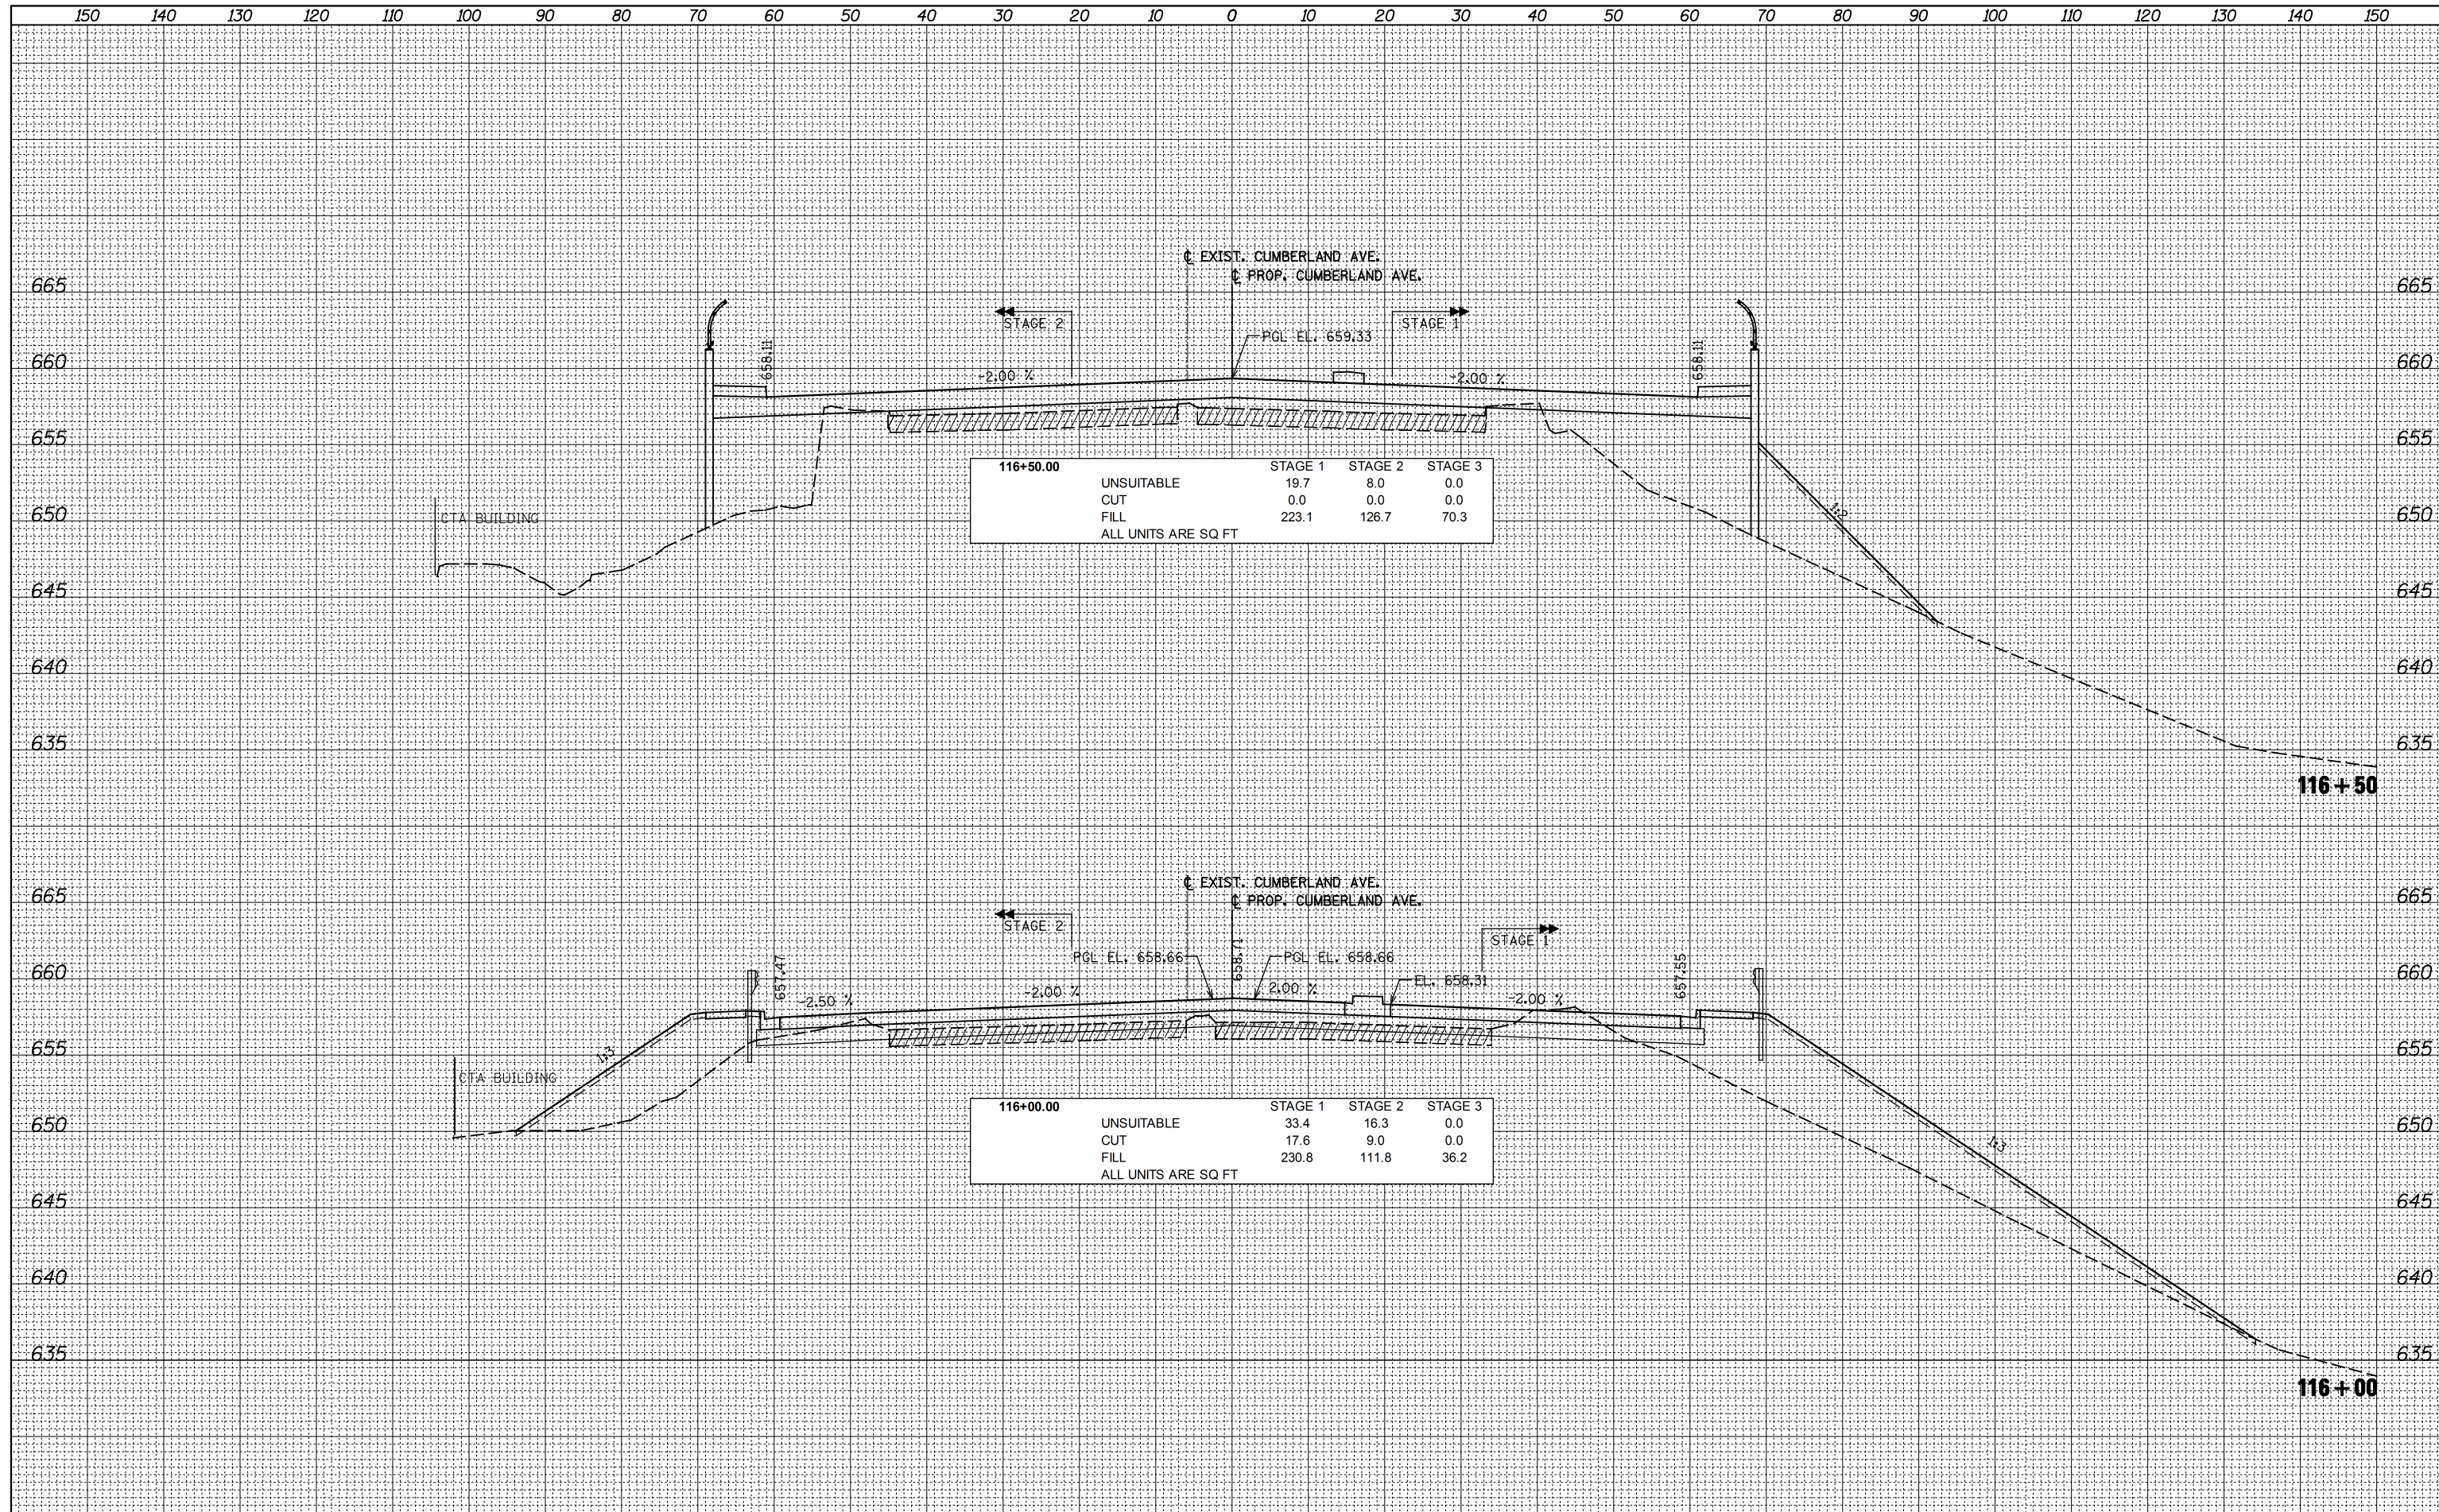 150 140 130 120 110 100 90 80 70 60 50 40 30 20 10 0 10 20 30 40 50 60 70 80 90 100 110 120 130 140 150
℄ EXIST. CUMBERLAND AVE.
℄ PROP. CUMBERLAND AVE.
665 665
STAGE 2 STAGE 1
PGL EL. 659.33
658.11 658.11
660 660
-2.00 % -2.00 %
655 655
116+50.00 STAGE 1 STAGE 2 STAGE 3
UNSUITABLE 19.7 8.0 0.0
CUT 0.0 0.0 0.0
FILL 223.1 126.7 70.3
ALL UNITS ARE SQ FT
1:2
CTA BUILDING
650 650
645 645
640 640
635 635
116+50
℄ EXIST. CUMBERLAND AVE.
℄ PROP. CUMBERLAND AVE.
665 665
STAGE 2 STAGE 1
658.71
PGL EL. 658.66 PGL EL. 658.66
657.47 657.55
660 660
EL. 658.31
-2.50 % -2.00 % 2.00 % -2.00 %
655 655
1:3
CTA BUILDING
116+00.00 STAGE 1 STAGE 2 STAGE 3
UNSUITABLE 33.4 16.3 0.0
CUT 17.6 9.0 0.0
FILL 230.8 111.8 36.2
ALL UNITS ARE SQ FT
650 650
1:3
645 645
640 640
635 635
116+00